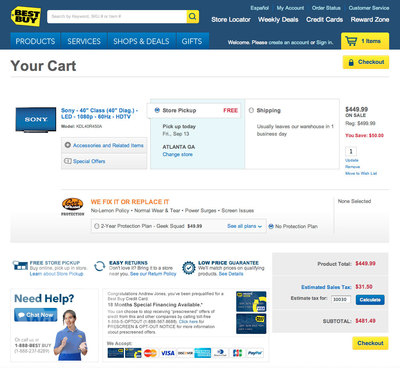 Español My Account Order Status Customer Service
BEST BUY
Search by Keyword, SKU # or Item #
Store Locator Weekly Deals Credit Cards Reward Zone
PRODUCTS SERVICES SHOPS & DEALS GIFTS
Welcome. Please create an account or Sign in.
1 Items
Your Cart
Checkout
SONY
Sony - 40" Class (40" Diag.) -
LED - 1080p - 60Hz - HDTV
Model: KDL40R450A
Accessories and Related Items
Special Offers
Store Pickup FREE
Pick up today
Fri., Sep 13
ATLANTA GA
Change store
Shipping:
Usually leaves our warehouse in 1
business day
$449.99
ON SALE
Reg: $499.99
You Save: $50.00
1
Update
Remove
Move to Wish List
PROTECTION
WE FIX IT OR REPLACE IT
No-Lemon Policy • Normal Wear & Tear • Power Surges • Screen Issues
None Selected
2-Year Protection Plan - Geek Squad $49.99 See all plans No Protection Plan
FREE STORE PICKUP
Buy online, pick up in store.
Learn about Store Pickup
EASY RETURNS
Don't love it? Bring it to a store
near you. See our Return Policy
LOW PRICE GUARANTEE
We'll match prices on qualifying
products. See Details.
Need Help?
Chat Now
Or call us at
1-888-BEST BUY
(1-888-237-8289)
Congratulations Andrew Jones, you've been prequalified for a
Best Buy Credit Card.
18 Months Special Financing Available.*
You can choose to stop receiving "prescreened" offers of
credit from this and other companies by calling toll-free
PRESCREEN & OPT-OUT NOTICE for more
information about prescreened offers.
We Accept:
VISA DISCOVER PayPal
Product Total: $449.99
Estimated Sales Tax: $31.50
Estimate tax for: 30030 Calculate
SUBTOTAL: $481.49
Checkout